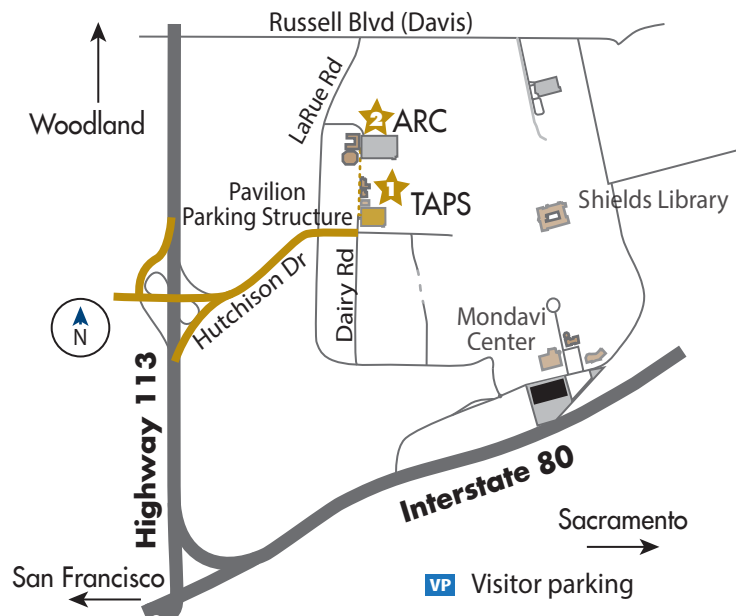 Russell Blvd (Davis)
Woodland
LaRue Rd
2
ARC
1
TAPS
Pavilion
Parking Structure
Shields Library
Hutchison Dr
Dairy Rd
N
Mondavi
Center
Highway 113
Interstate 80
Sacramento
San Francisco
VP Visitor parking